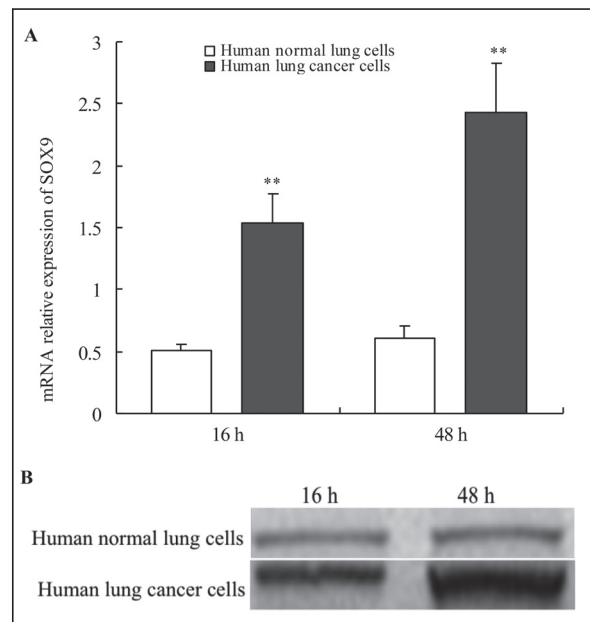 A
Human normal lung cells
Human lung cancer cells
mRNA relative expression of SOX9
3
2.5
2
1.5
1
0.5
0
**
**
16 h
48 h
B
16 h
48 h
Human normal lung cells
Human lung cancer cells